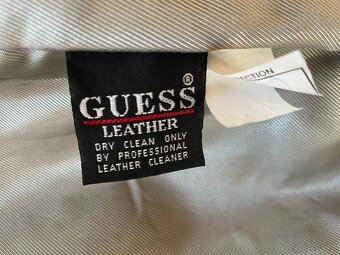 GUESS®
LEATHER
DRY CLEAN ONLY
BY PROFESSIONAL
LEATHER CLEANER